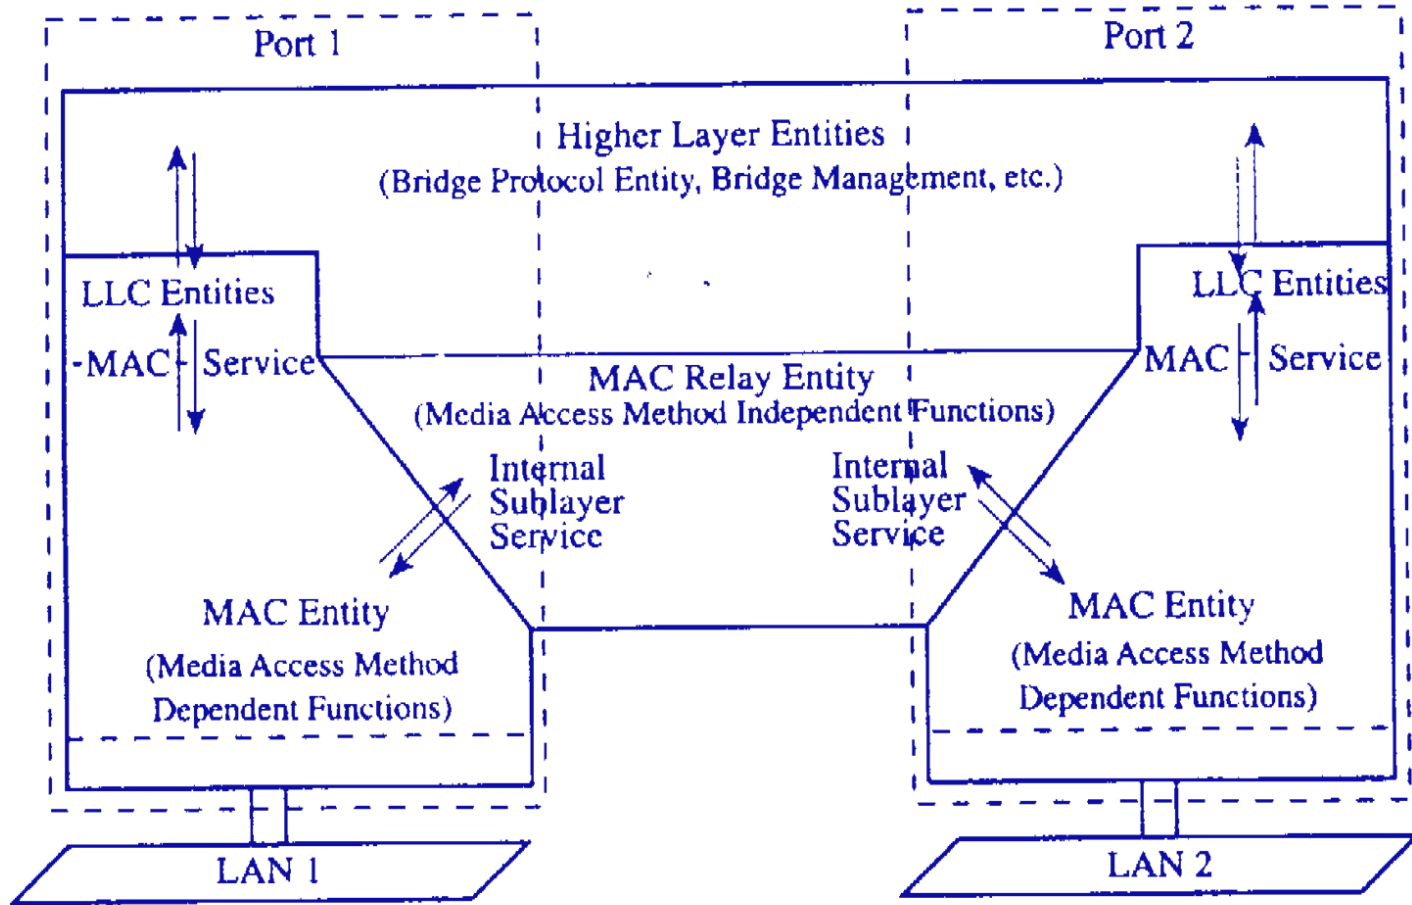 Port 1
Port 2
Higher Layer Entities
(Bridge Protocol Entity, Bridge Management, etc.)
LLC Entities
LLC Entities
-MAC- Service
MAC - Service
MAC Relay Entity
(Media Access Method Independent Functions)
Internal
Sublayer
Service
Internal
Sublayer
Service
MAC Entity
(Media Access Method
Dependent Functions)
MAC Entity
(Media Access Method
Dependent Functions)
LAN 1
LAN 2